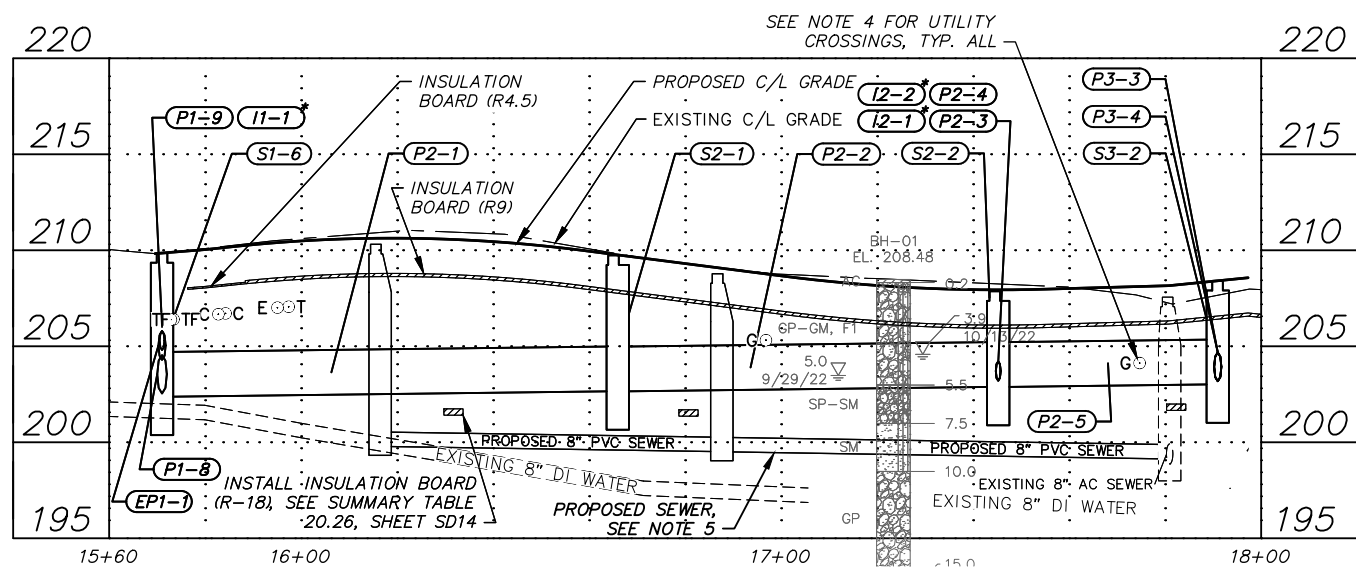 SEE NOTE 4 FOR UTILITY
CROSSINGS, TYP. ALL
220
220
INSULATION
BOARD (R4.5)
PROPOSED C/L GRADE
EXISTING C/L GRADE
I2-2* P2-4
I2-1* P2-3
P3-3
P3-4
P1-9 I1-1*
215
215
S1-6
P2-1
S2-1
P2-2
S2-2
S3-2
INSULATION
BOARD (R9)
210
210
BH-01
EL. 208.48
AC
0.2
TF TF C C E T
GP-GM, F1
3.9
10/13/22
G
G
205
205
5.0
9/29/22
5.5
SP-SM
7.5
P2-5
200
200
PROPOSED 8" PVC SEWER
SM
PROPOSED 8" PVC SEWER
EXISTING 8" DI WATER
10.0
P1-8
EP1-1
INSTALL INSULATION BOARD
(R-18), SEE SUMMARY TABLE
20.26, SHEET SD14
PROPOSED SEWER,
SEE NOTE 5
EXISTING 8" AC SEWER
EXISTING 8" DI WATER
GP
195
195
15+60
16+00
17+00
18+00
15.0